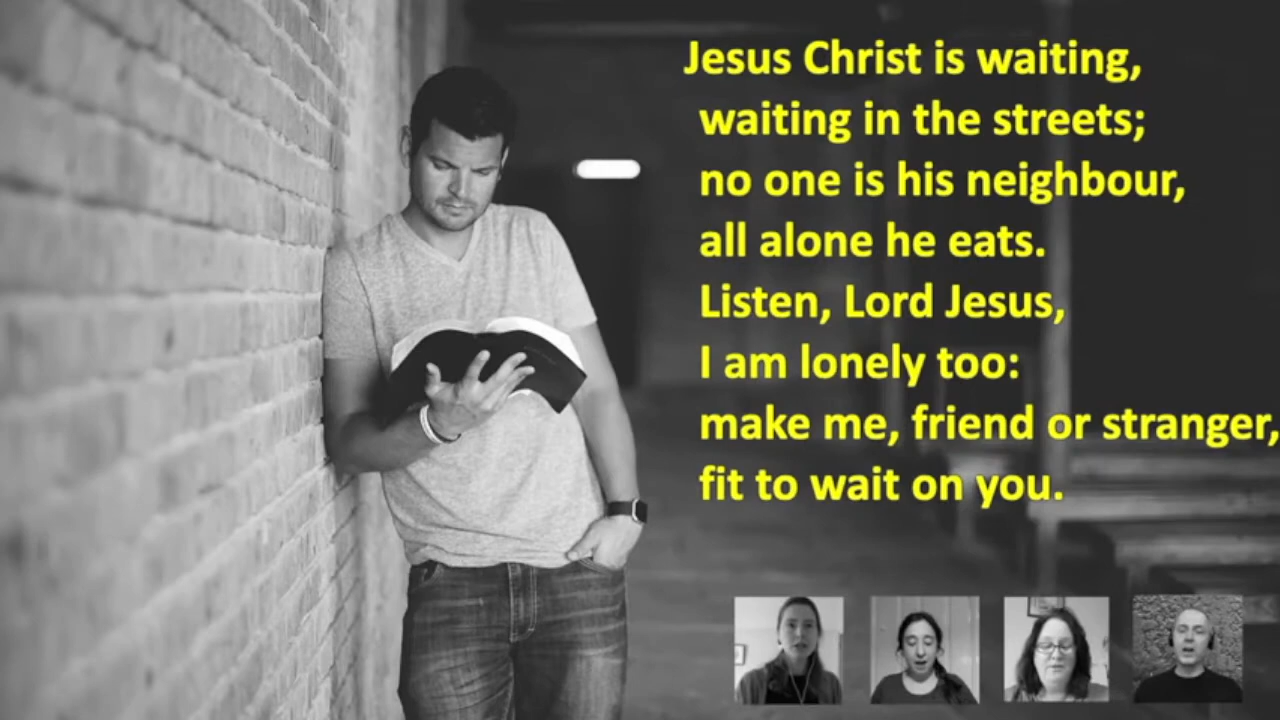 Jesus Christ is waiting,
waiting in the streets;
no one is his neighbour,
all alone he eats.
Listen, Lord Jesus,
I am lonely too:
make me, friend or stranger,
fit to wait on you.